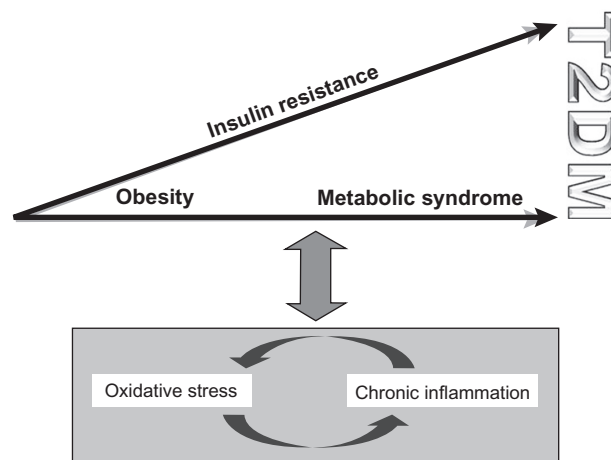 Insulin resistance
T2DM
Obesity
Metabolic syndrome
Oxidative stress
Chronic inflammation